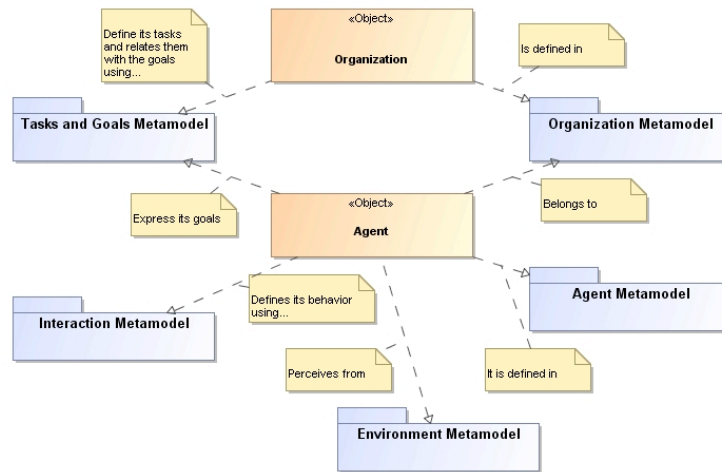 Define its tasks
and relates them
with the goals
using...
«Object»
Organization
Is defined in
Tasks and Goals Metamodel
Organization Metamodel
Express its goals
«Object»
Agent
Belongs to
Interaction Metamodel
Defines its behavior
using...
Agent Metamodel
Perceives from
It is defined in
Environment Metamodel